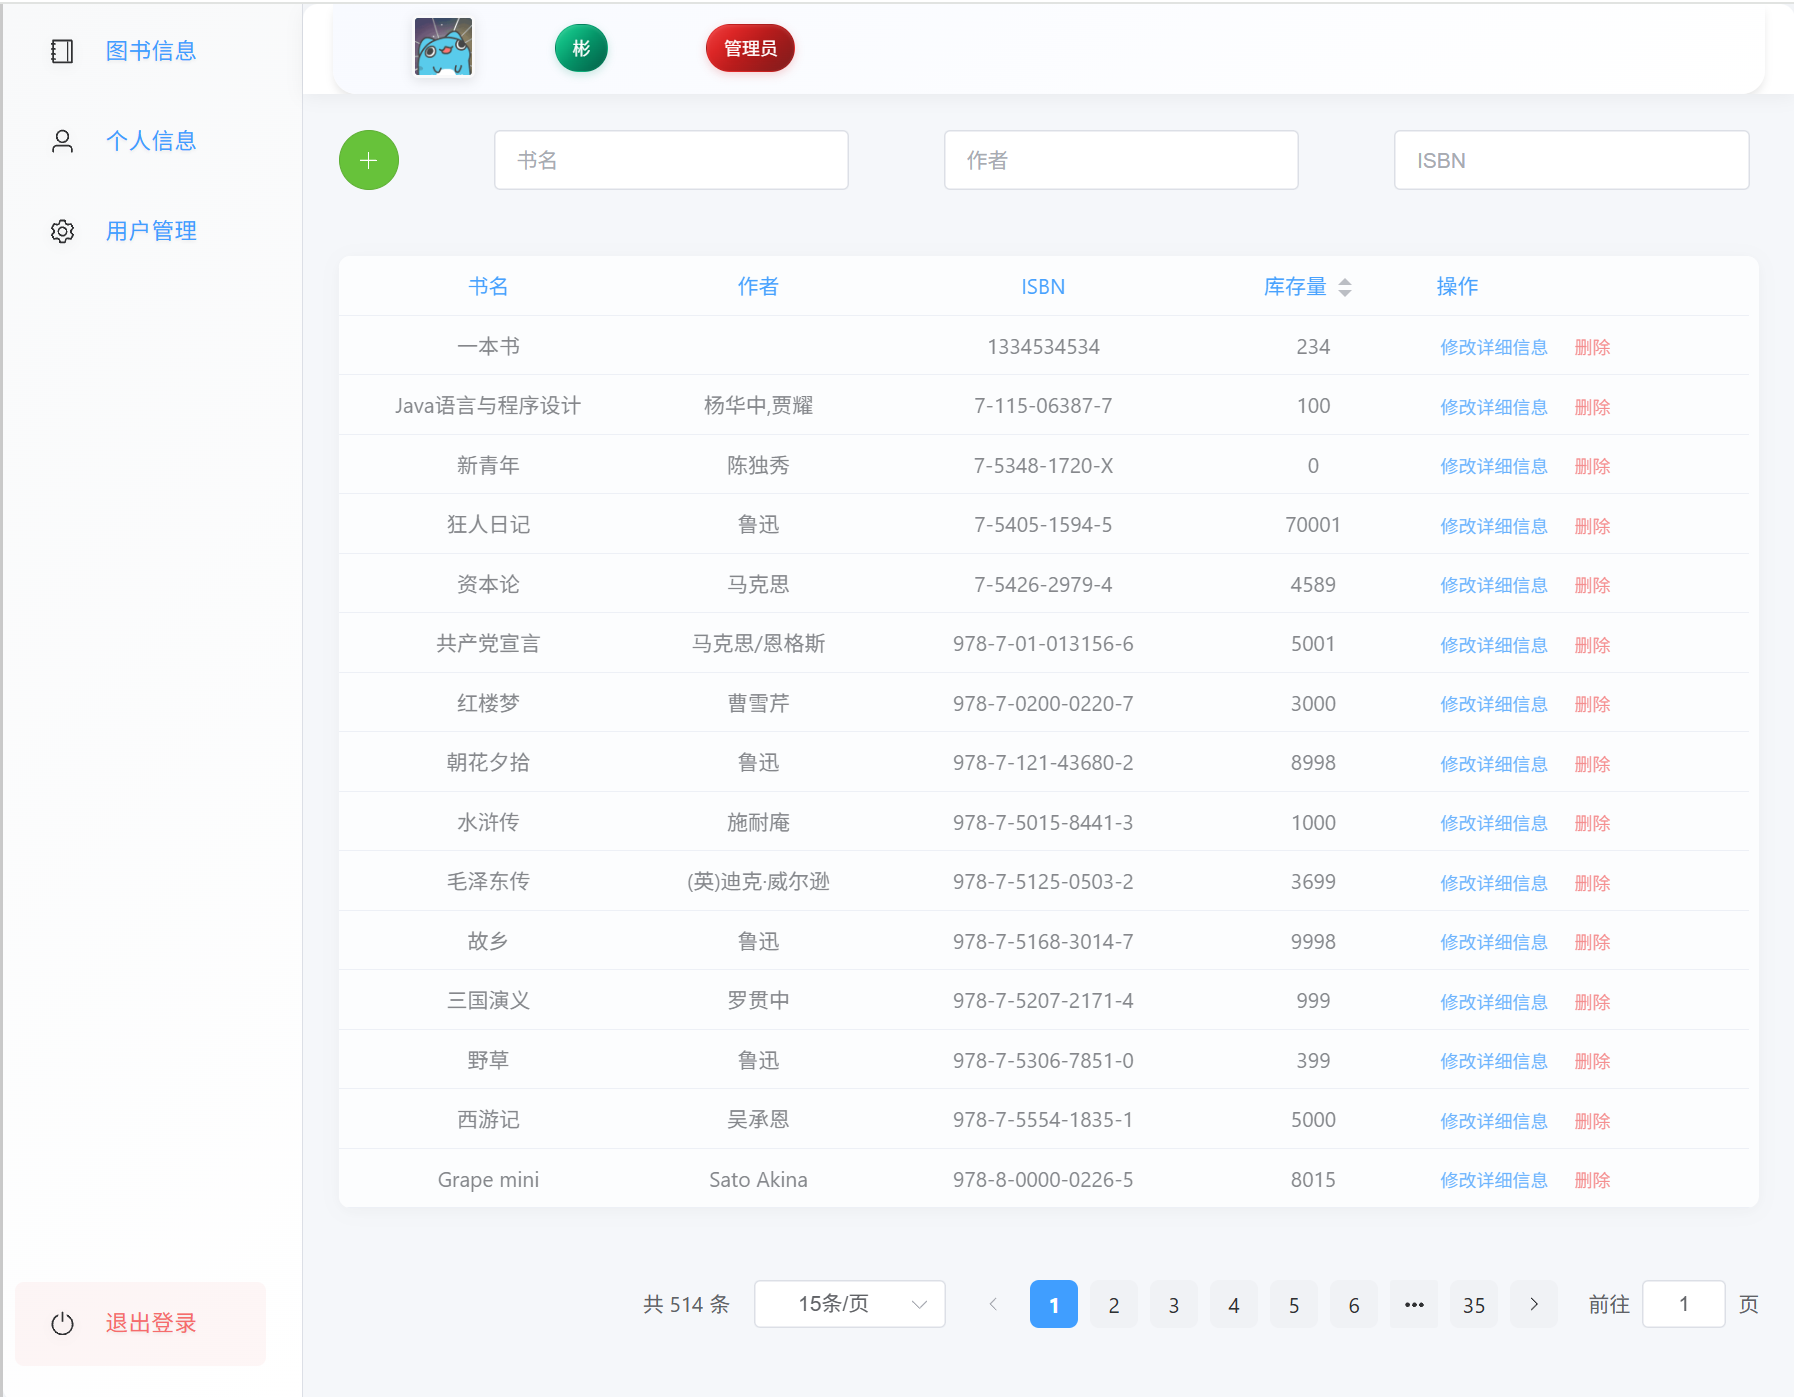 图书信息
个人信息
用户管理
退出登录
彬 管理员
书名 作者 ISBN
书名 作者 ISBN 库存量 操作
一本书 1334534534 234 修改详细信息 删除
Java语言与程序设计 杨华中,贾耀 7-115-06387-7 100 修改详细信息 删除
新青年 陈独秀 7-5348-1720-X 0 修改详细信息 删除
狂人日记 鲁迅 7-5405-1594-5 70001 修改详细信息 删除
资本论 马克思 7-5426-2979-4 4589 修改详细信息 删除
共产党宣言 马克思/恩格斯 978-7-01-013156-6 5001 修改详细信息 删除
红楼梦 曹雪芹 978-7-0200-0220-7 3000 修改详细信息 删除
朝花夕拾 鲁迅 978-7-121-43680-2 8998 修改详细信息 删除
水浒传 施耐庵 978-7-5015-8441-3 1000 修改详细信息 删除
毛泽东传 (英)迪克·威尔逊 978-7-5125-0503-2 3699 修改详细信息 删除
故乡 鲁迅 978-7-5168-3014-7 9998 修改详细信息 删除
三国演义 罗贯中 978-7-5207-2171-4 999 修改详细信息 删除
野草 鲁迅 978-7-5306-7851-0 399 修改详细信息 删除
西游记 吴承恩 978-7-5554-1835-1 5000 修改详细信息 删除
Grape mini Sato Akina 978-8-0000-0226-5 8015 修改详细信息 删除
共 514 条 15条/页 1 2 3 4 5 6 ••• 35 前往 1 页